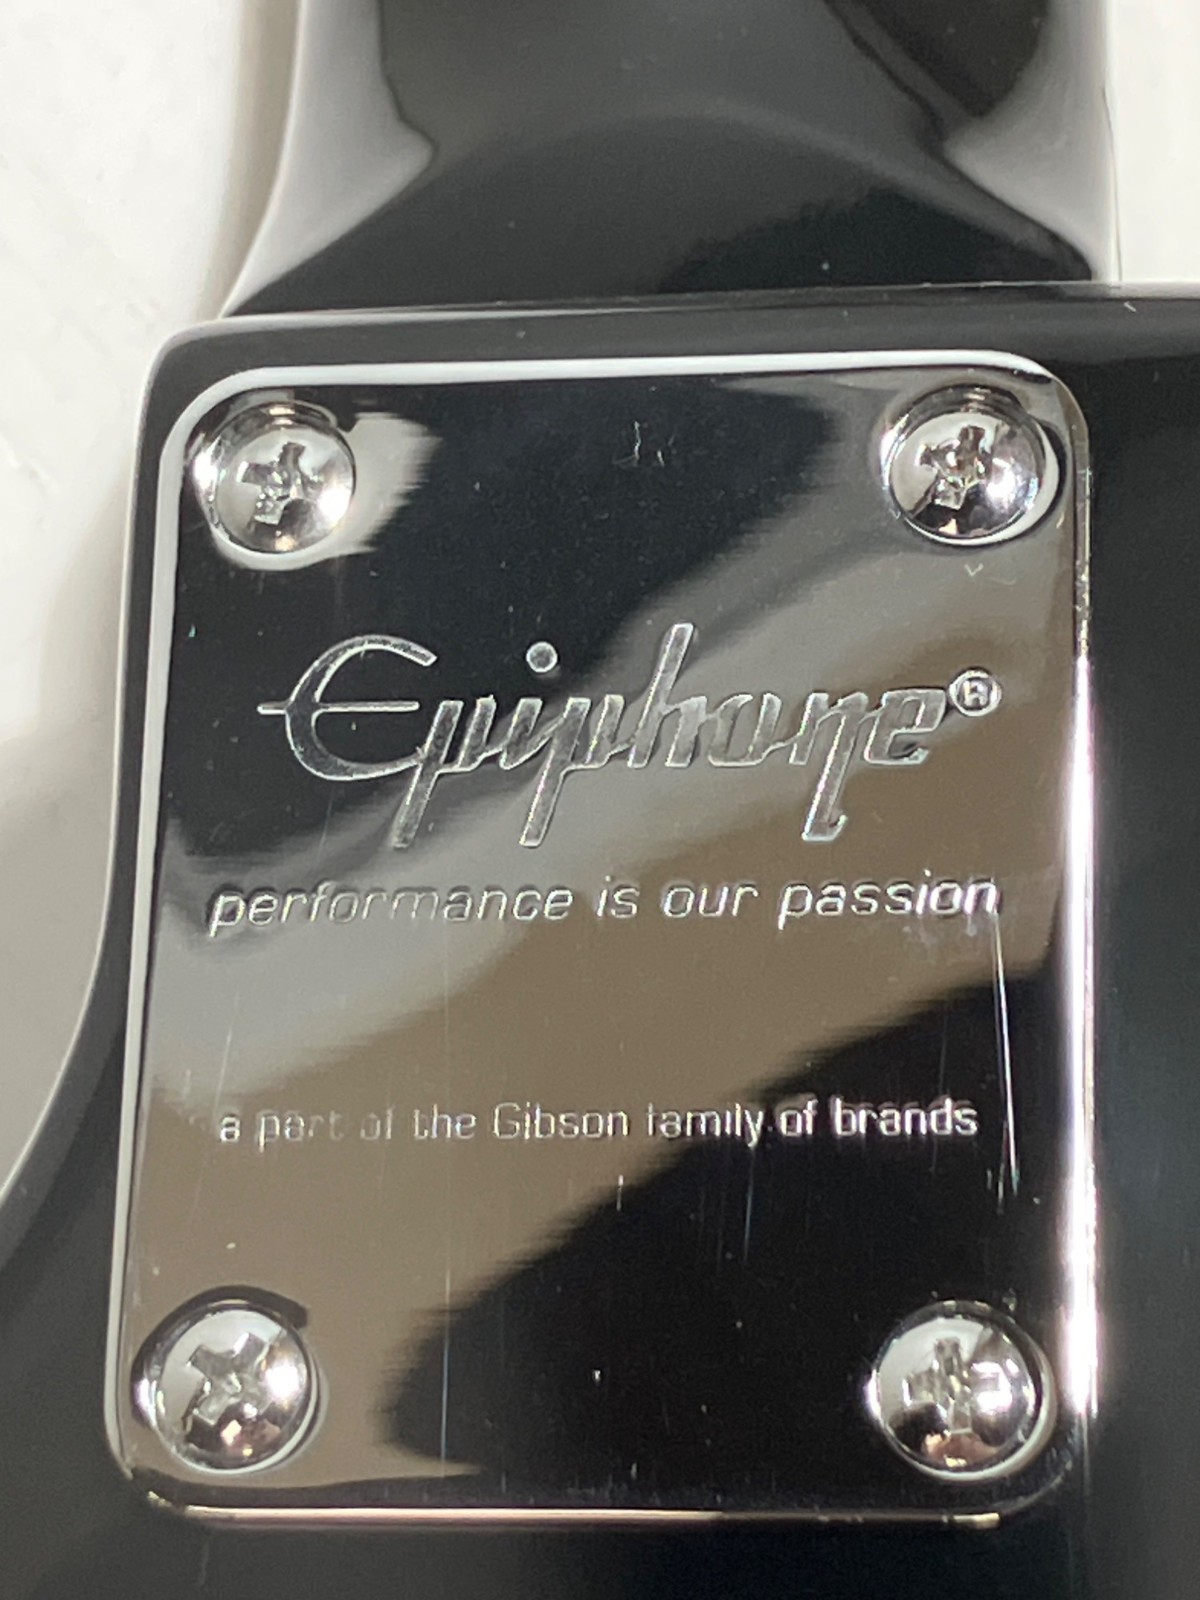 Epiphone®
performance is our passion
a part of the Gibson family of brands